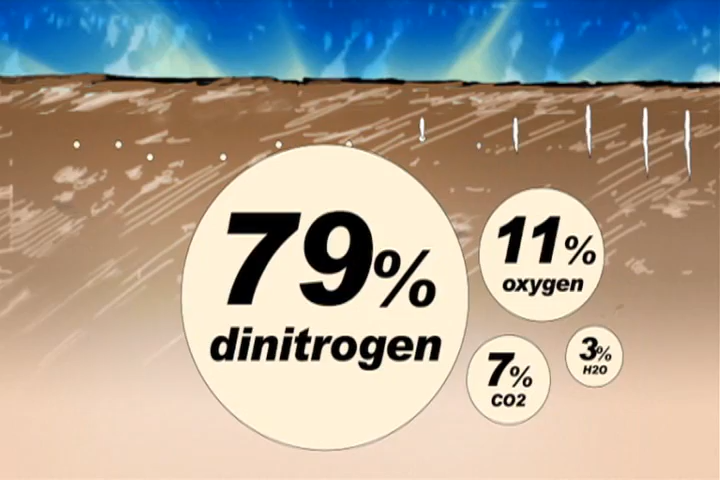 79%
dinitrogen
11%
oxygen
7%
CO2
3%
H2O